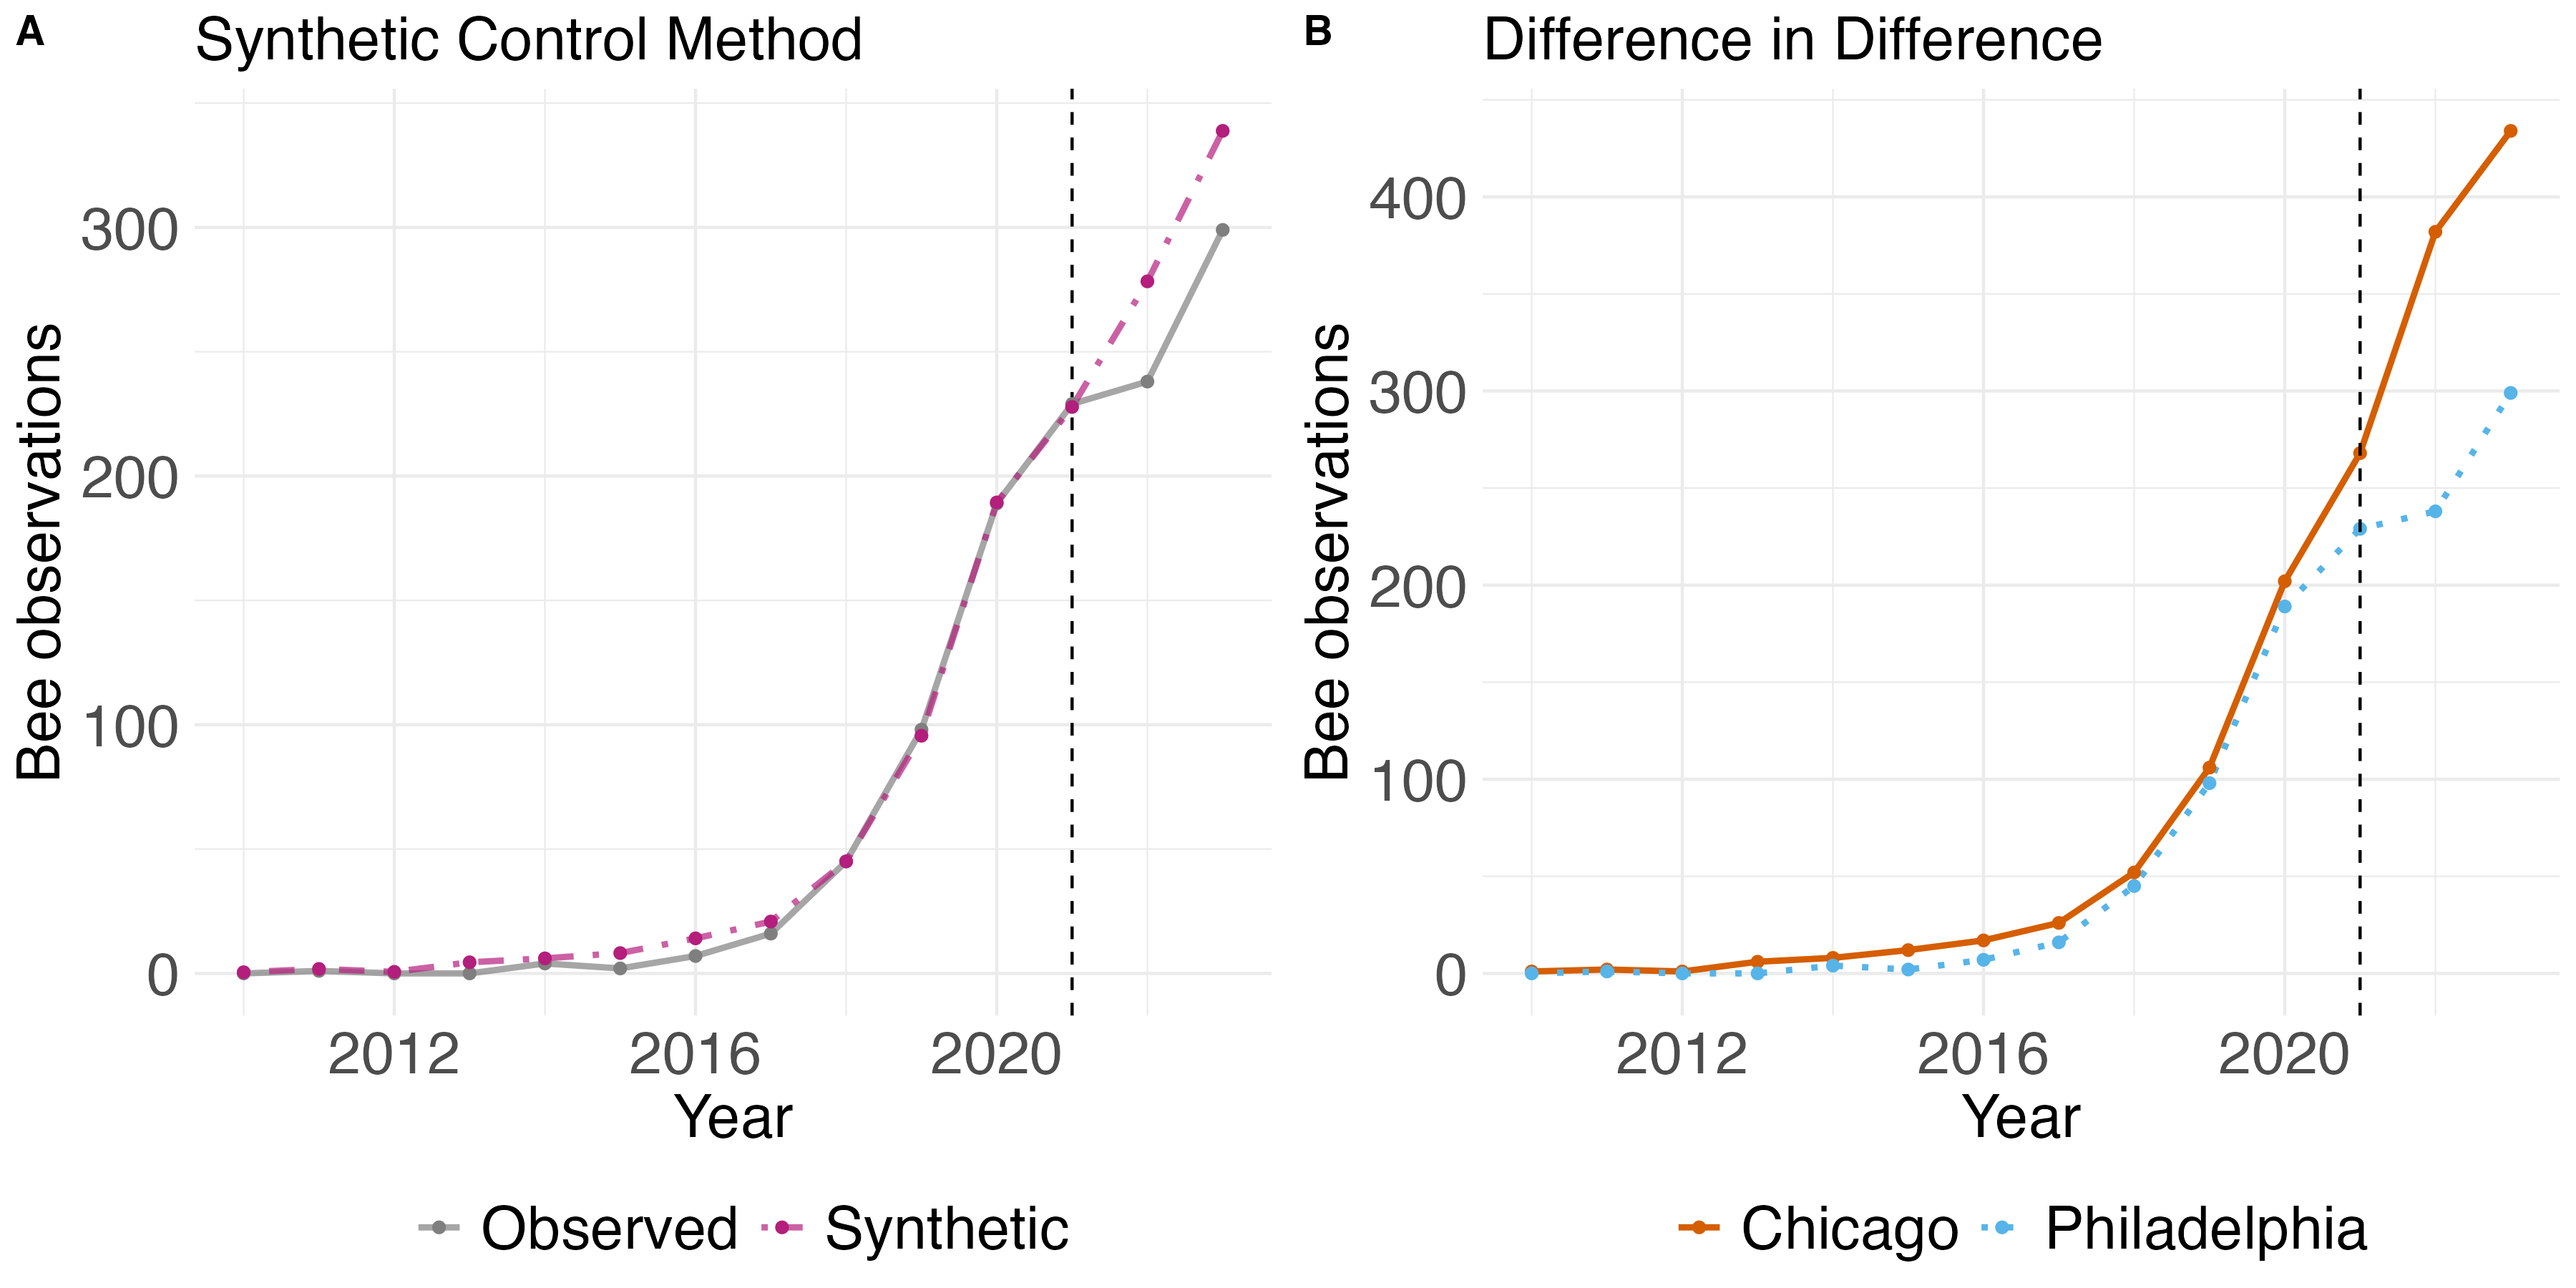 A
Synthetic Control Method
Bee observations
300
200
100
0
2012 2016 2020
Year
Observed Synthetic
B
Difference in Difference
Bee observations
400
300
200
100
0
2012 2016 2020
Year
Chicago Philadelphia